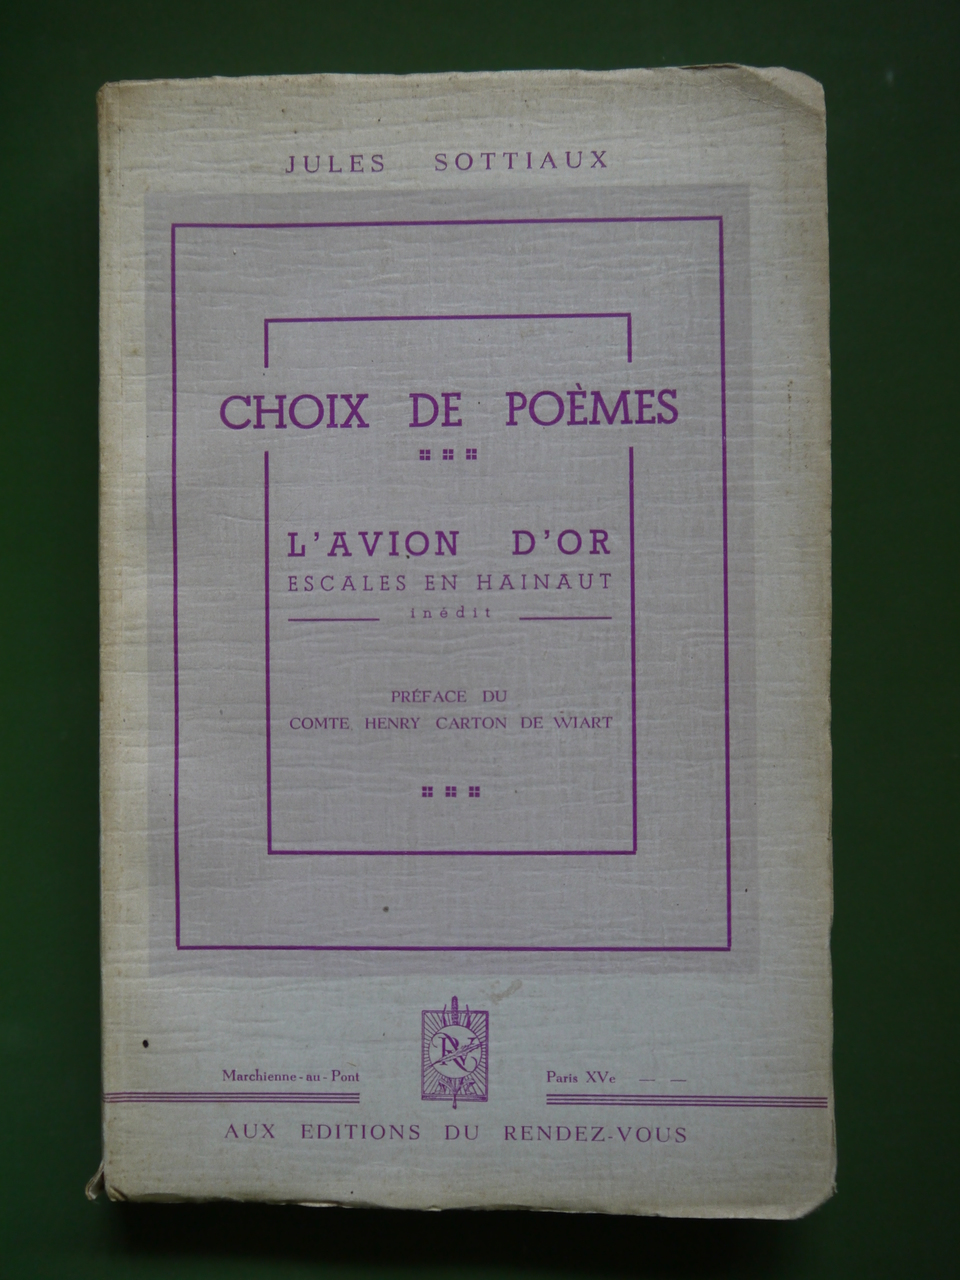 JULES SOTTIAUX
CHOIX DE POÈMES
L'AVION D'OR
ESCALES EN HAINAUT
inédit
PRÉFACE DU
COMTE HENRY CARTON DE WIART
RV
Marchienne-au-Pont
Paris XVe — —
AUX EDITIONS DU RENDEZ-VOUS